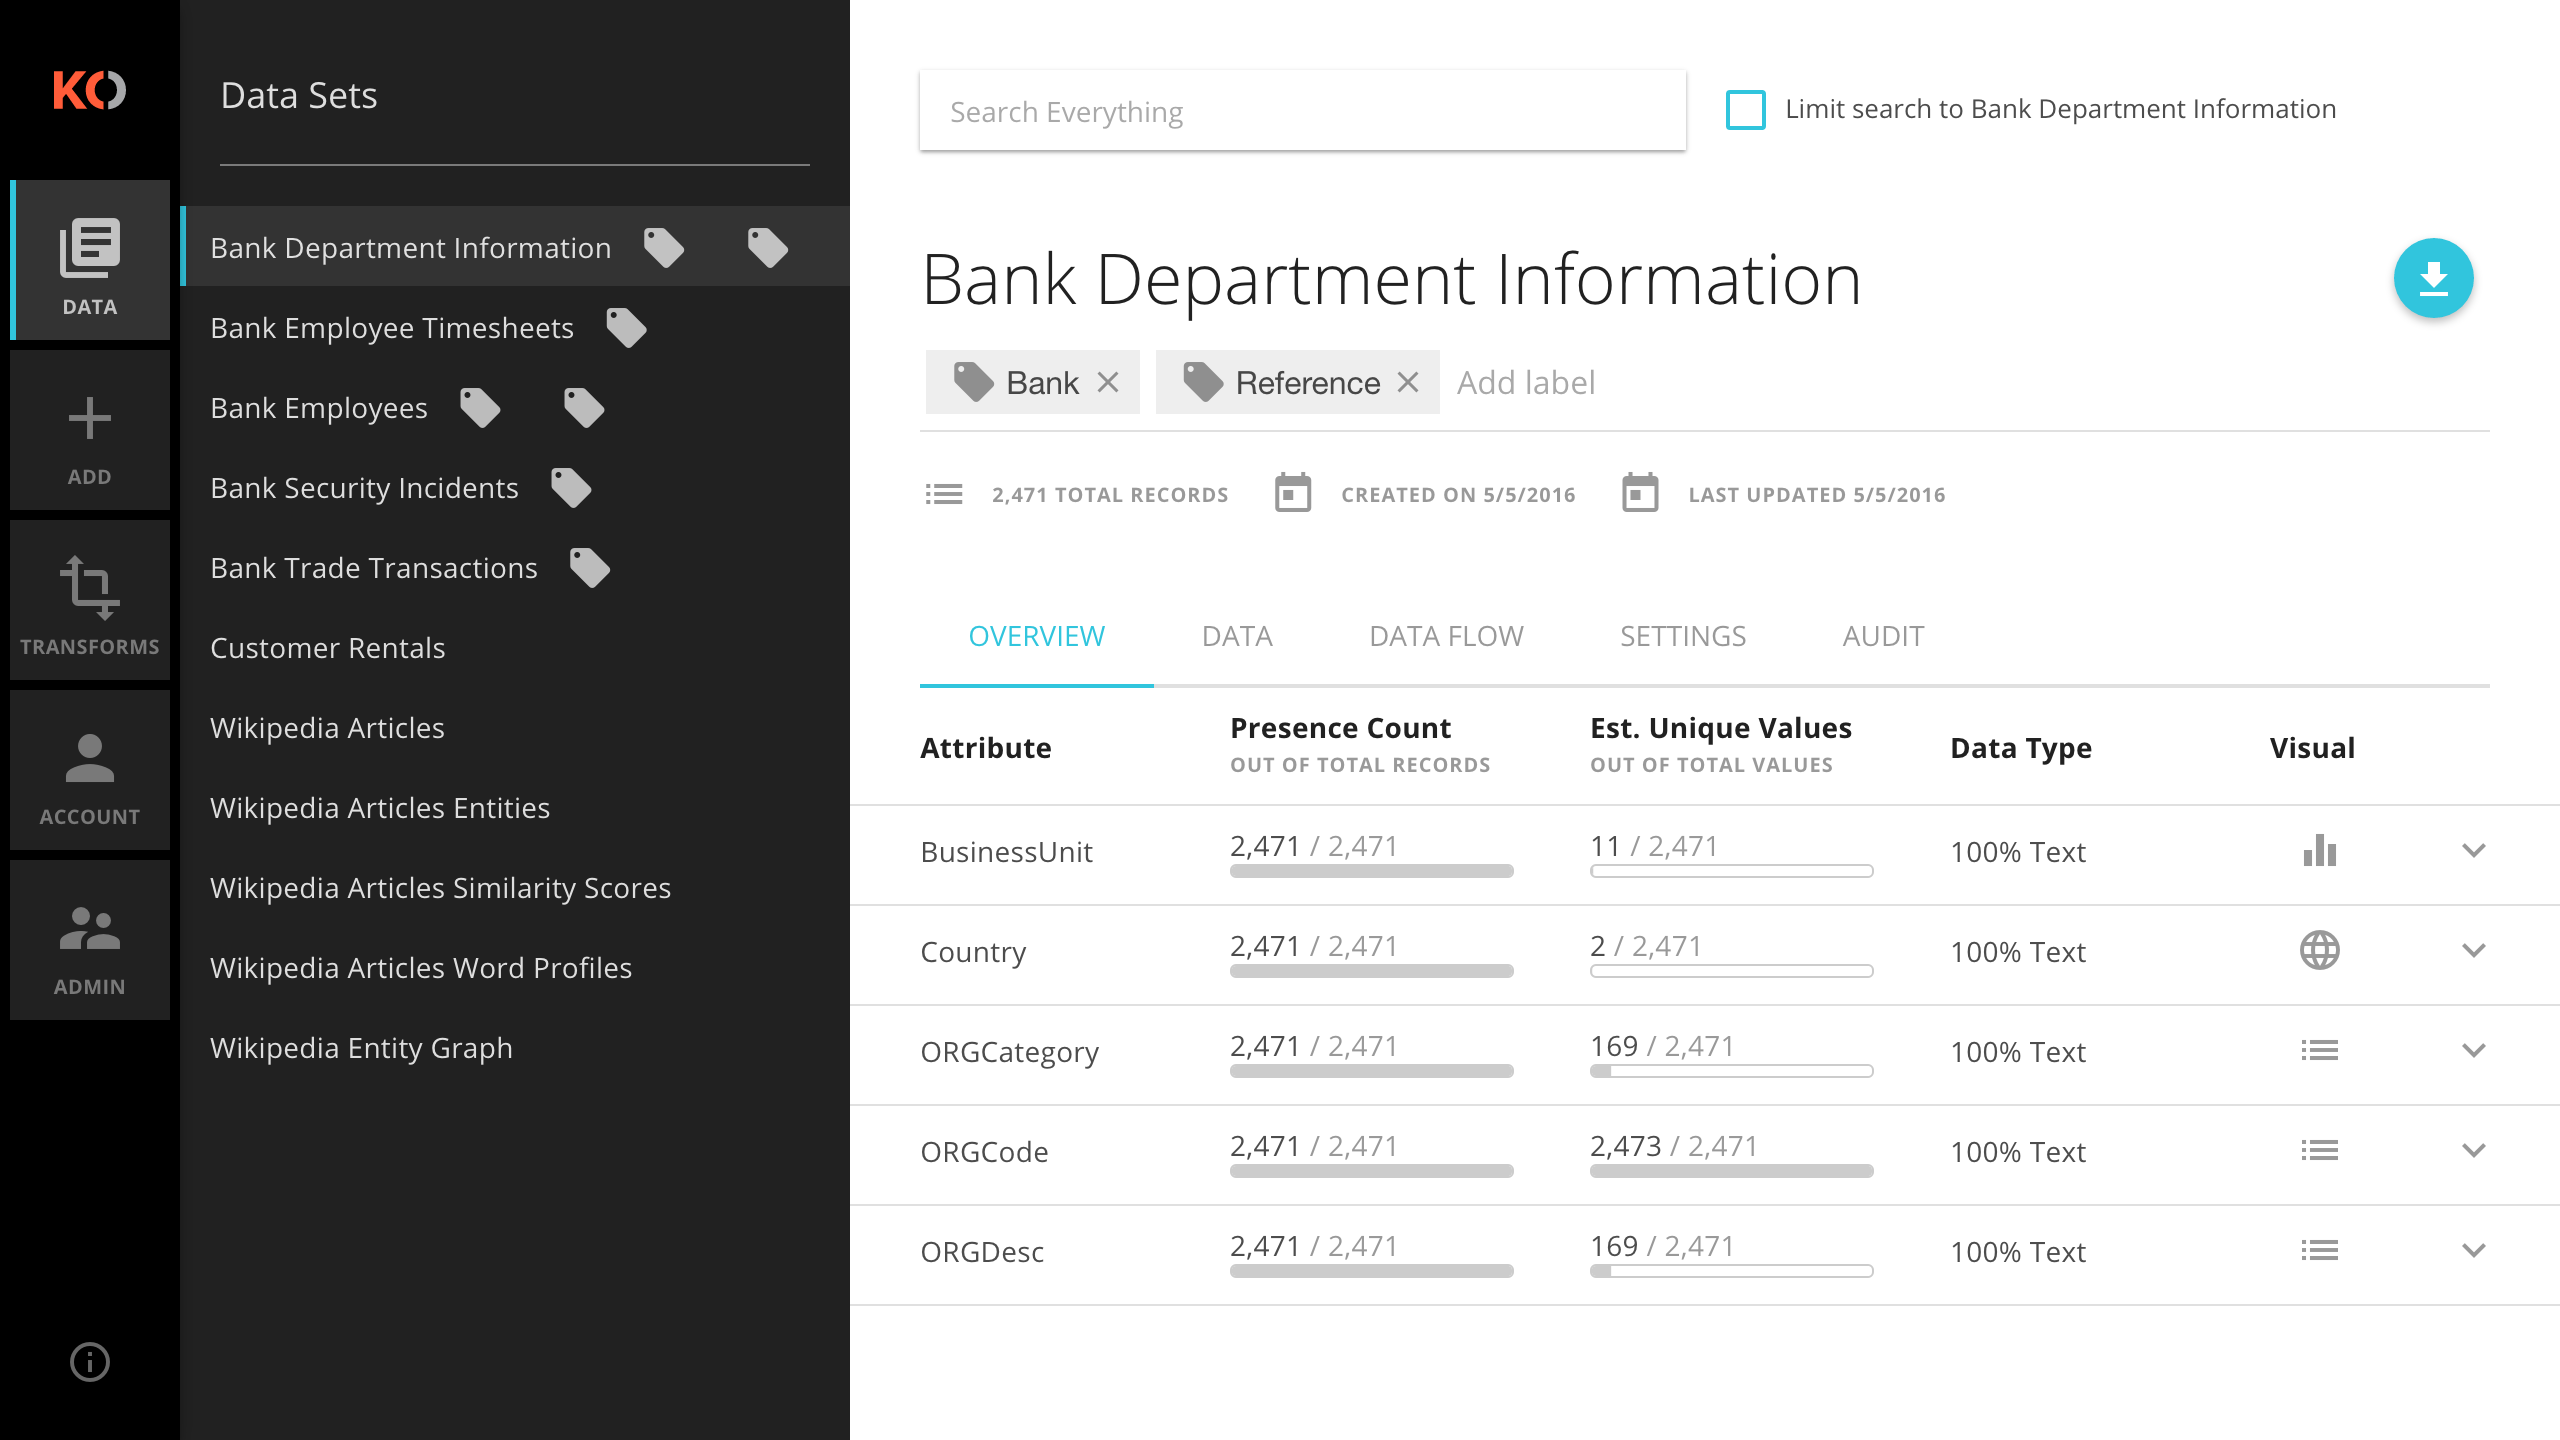 KO
DATA
ADD
TRANSFORMS
ACCOUNT
ADMIN
Data Sets
Bank Department Information
Bank Employee Timesheets
Bank Employees
Bank Security Incidents
Bank Trade Transactions
Customer Rentals
Wikipedia Articles
Wikipedia Articles Entities
Wikipedia Articles Similarity Scores
Wikipedia Articles Word Profiles
Wikipedia Entity Graph
Search Everything
Limit search to Bank Department Information
Bank Department Information
Bank Reference Add label
2,471 TOTAL RECORDS CREATED ON 5/5/2016 LAST UPDATED 5/5/2016
OVERVIEW DATA DATA FLOW SETTINGS AUDIT
Attribute Presence Count Est. Unique Values Data Type Visual
OUT OF TOTAL RECORDS OUT OF TOTAL VALUES
BusinessUnit 2,471 / 2,471 11 / 2,471 100% Text
Country 2,471 / 2,471 2 / 2,471 100% Text
ORGCategory 2,471 / 2,471 169 / 2,471 100% Text
ORGCode 2,471 / 2,471 2,473 / 2,471 100% Text
ORGDesc 2,471 / 2,471 169 / 2,471 100% Text